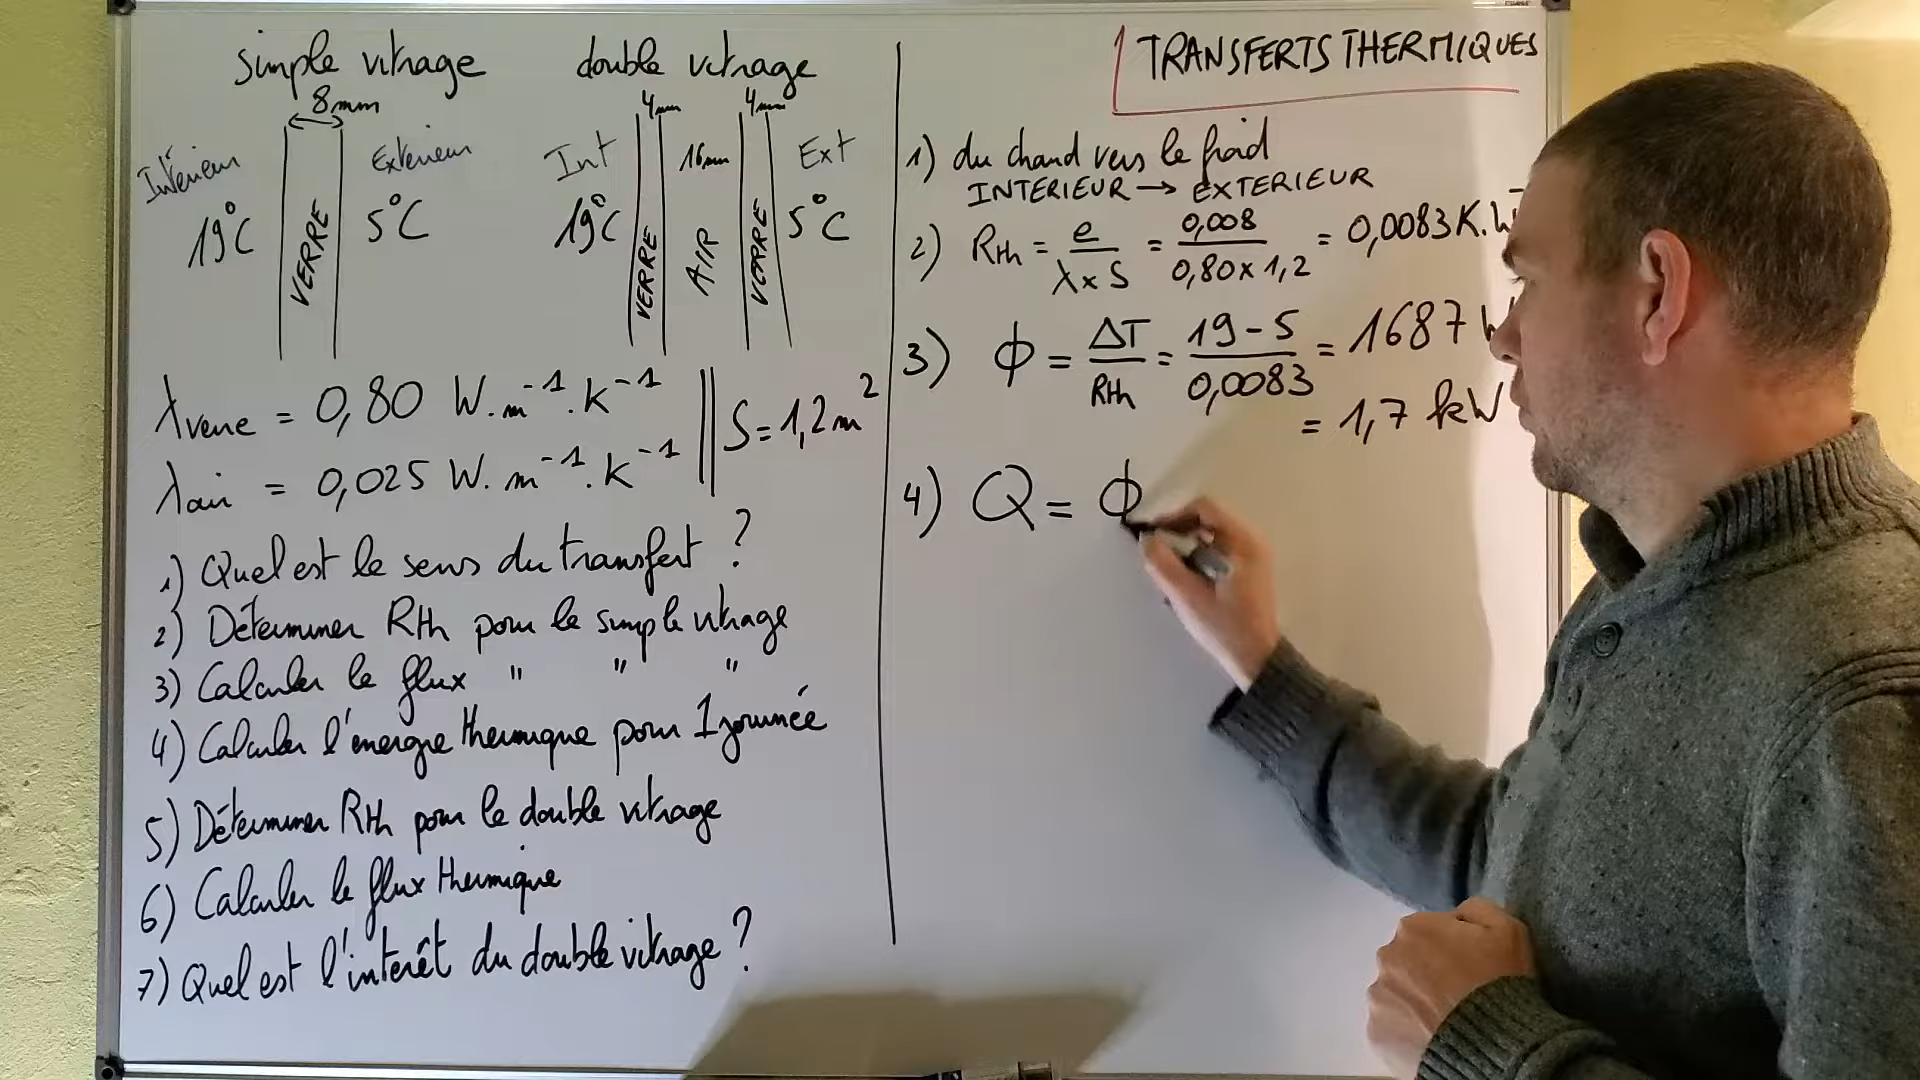 simple vitrage
8mm
Intérieur
Extérieur
19°C
VERRE
5°C
double vitrage
4mm
4mm
Int
16mm
Ext
19°C
VERRE
AIR
VERRE
5°C
λverre = 0,80 W.m⁻¹.K⁻¹
λair = 0,025 W.m⁻¹.K⁻¹
S=1,2m²
1) Quel est le sens du transfert ?
2) Déterminer RTh pour le simple vitrage
3) Calculer le flux " " "
4) Calculer l'énergie thermique pour 1 journée
5) Déterminer RTh pour le double vitrage
6) Calculer le flux thermique
7) Quel est l'interêt du double vitrage ?
TRANSFERTS THERMIQUES
1) du chaud vers le froid
INTERIEUR → EXTERIEUR
2) RTh = e / λ x S = 0,008 / 0,80 x 1,2 = 0,0083 K.W⁻
3) ϕ = ΔT / RTh = 19-5 / 0,0083 = 1687 W
= 1,7 kW
4) Q = ϕ